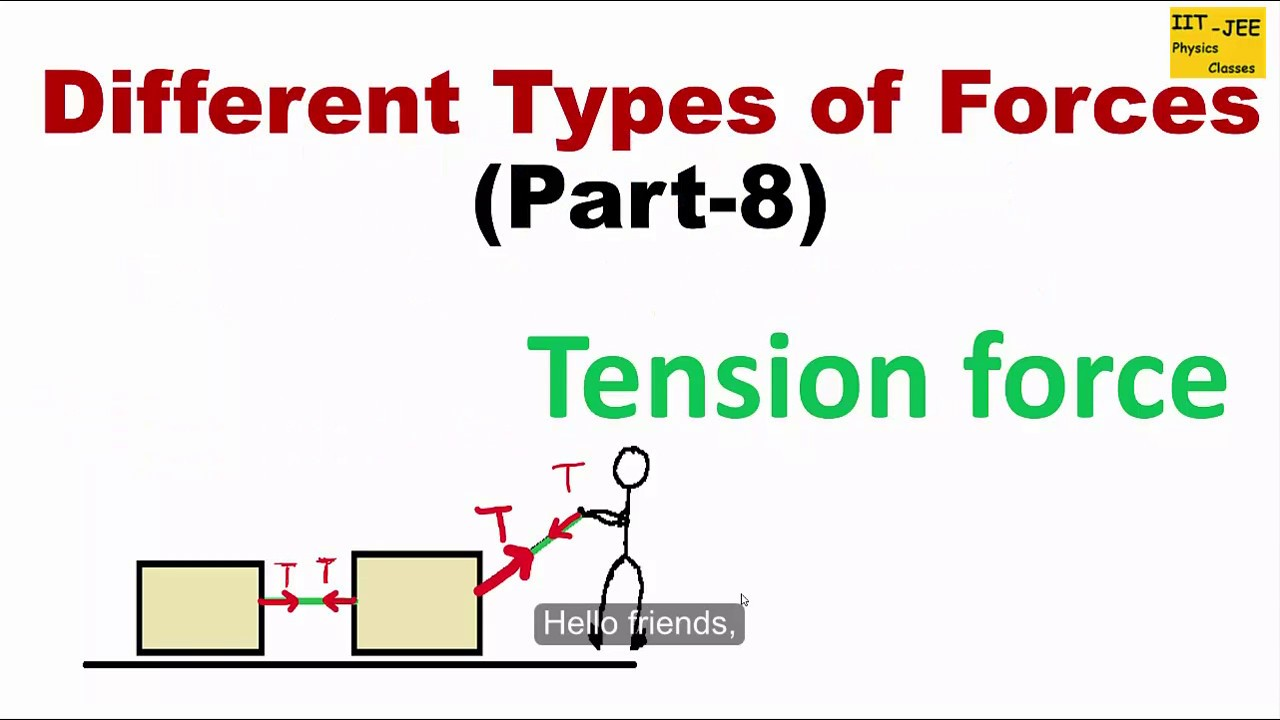 IIT-JEE
Physics
Classes
Different Types of Forces
(Part-8)
Tension force
T
T
T T
Hello friends,